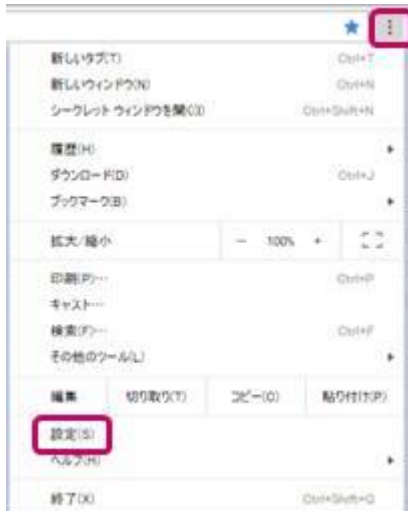 新しいタブ(T) Ctrl+T
新しいウィンドウ(N) Ctrl+N
シークレット ウィンドウを開く(I) Ctrl+Shift+N
履歴(H)
ダウンロード(D) Ctrl+J
ブックマーク(B)
拡大/縮小 − 100% +
印刷(P)… Ctrl+P
キャスト…
検索(F)… Ctrl+F
その他のツール(L)
編集 切り取り(T) コピー(C) 貼り付け(P)
設定(S)
ヘルプ(H)
終了(X) Ctrl+Shift+Q